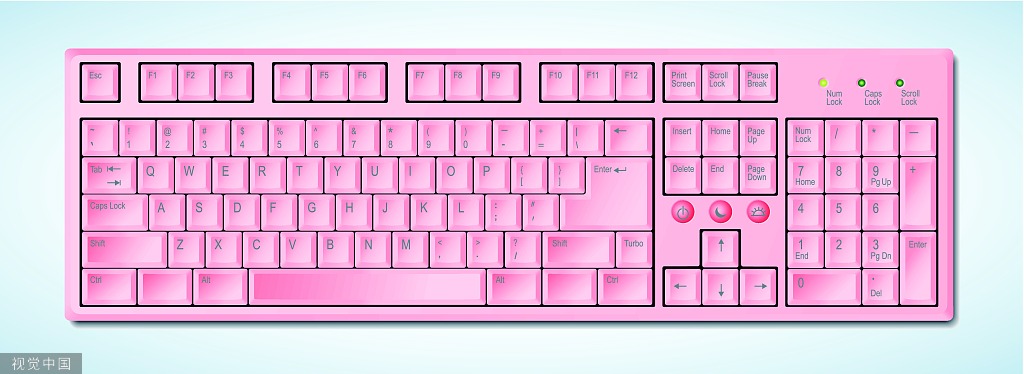 Esc F1 F2 F3 F4 F5 F6 F7 F8 F9 F10 F11 F12 Print Screen Scroll Lock Pause Break
Num Lock Caps Lock Scroll Lock
~ ` ! 1 @ 2 # 3 $ 4 % 5 ^ 6 & 7 * 8 ( 9 ) 0 — - + = | \ ← Insert Home Page Up Num Lock / * —
Tab Q W E R T Y U I O P { [ } ] Enter Delete End Page Down 7 Home 8 9 Pg Up +
Caps Lock A S D F G H J K L : ; # , 4 5 6
Shift Z X C V B N M < , > . ? / Shift Turbo ↑ 1 End 2 3 Pg Dn Enter
Ctrl Alt Alt Ctrl ← ↓ → 0 . Del
视觉中国